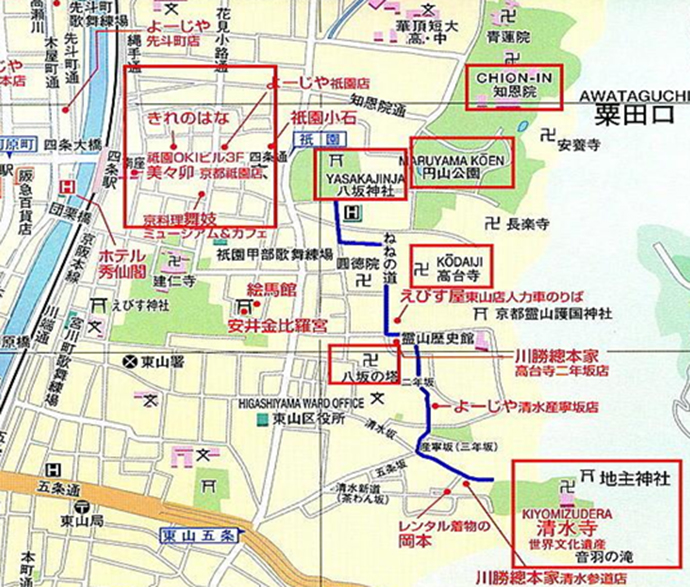 高瀬川
木屋町通
先斗町歌舞練場
先斗町通
よーじや
先斗町店
縄手通
花見小路通
華頂短大
高・中
卍青蓮院
CHION-IN
知恩院
AWATAGUCHI
粟田口
よーじや祇園店
知恩院通
きれのはな
祇園小石
祇園
四条大橋
四条通
四条駅
祇園OKIビル3F
美々卯 京都祇園店
京料理舞妓
ミュージアム&カフェ
YASAKAJINJA
八坂神社
MARUYAMA KŌEN
円山公園
卍安養寺
卍長楽寺
阪急百貨店
団栗橋
ホテル
秀仙閣
京阪本線
川端通
宮川町歌舞練場
祇園甲部歌舞練場
建仁寺
えびす神社
圓徳院
ねねの道
KŌDAIJI
卍 高台寺
絵馬館
安井金比羅宮
えびす屋東山店人力車のりば
京都霊山護国神社
霊山歴史館
川勝總本家
高台寺二年坂店
東山署
八坂の塔
二年坂
HIGASHIYAMA WARD OFFICE
東山区役所
よーじや清水産寧坂店
清水坂
産寧坂(三年坂)
五条坂
清水新道
(茶わん坂)
五条通
東山局
東山五条
本町通
レンタル着物の
岡本
地主神社
KIYOMIZUDERA
清水寺
世界文化遺産
音羽の滝
川勝總本家清水参道店